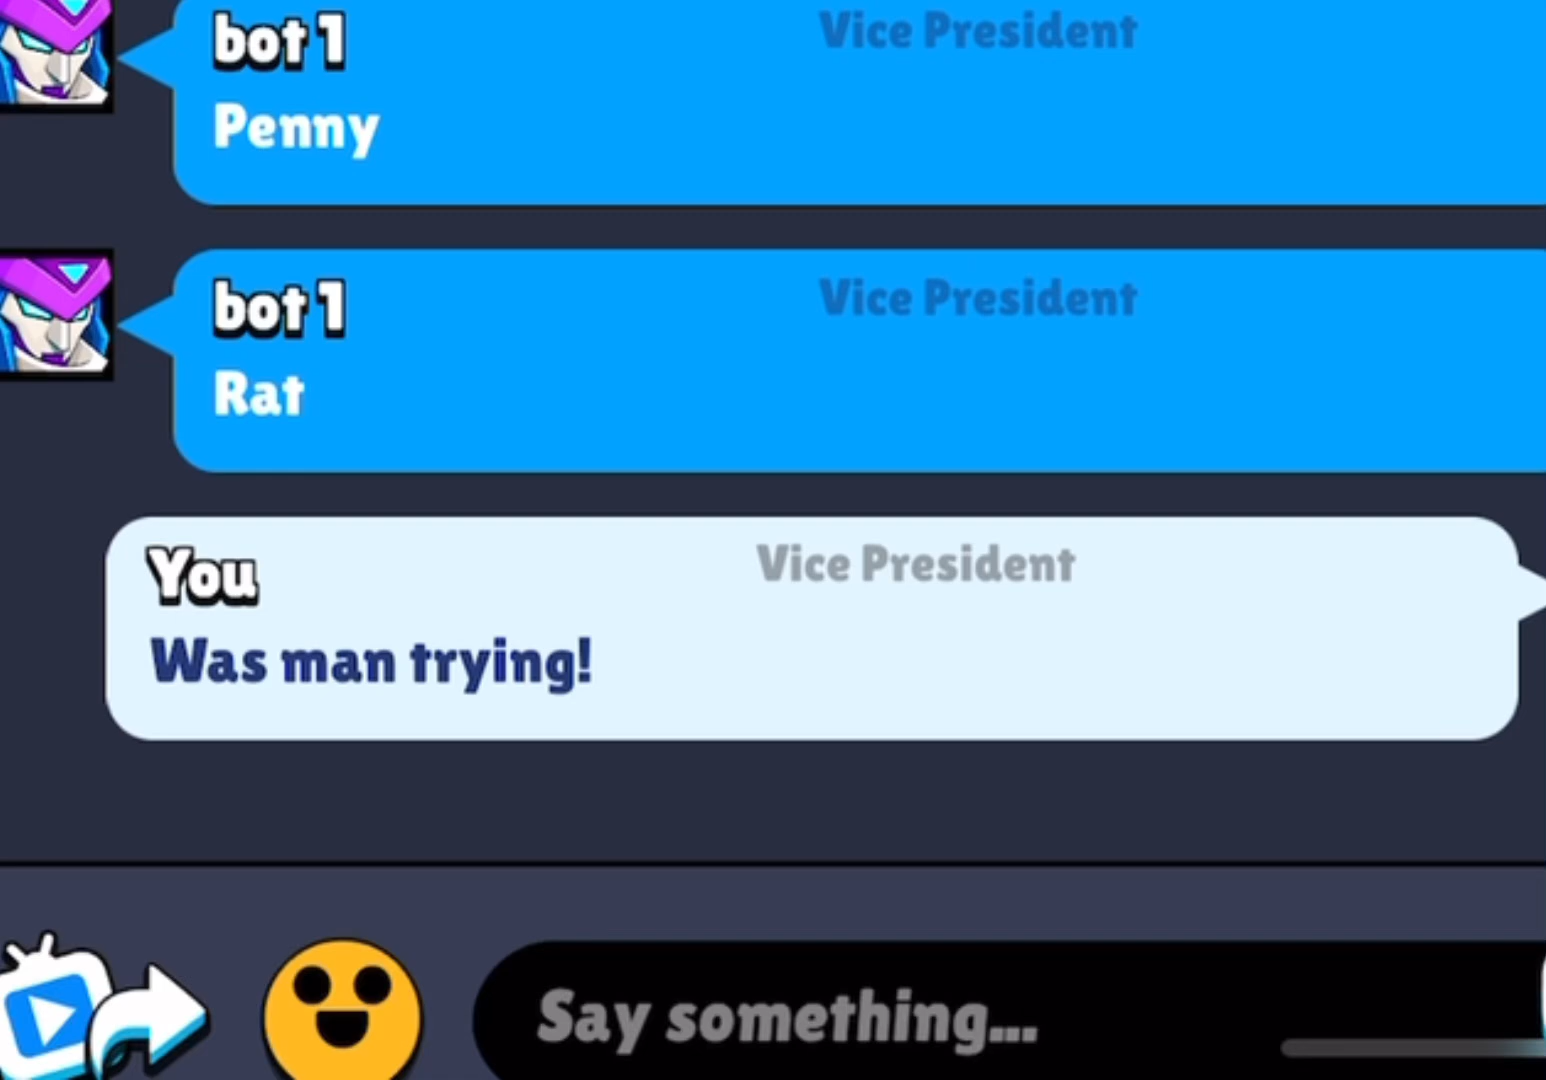 bot 1 Vice President
Penny
bot 1 Vice President
Rat
You Vice President
Was man trying!
Say something...